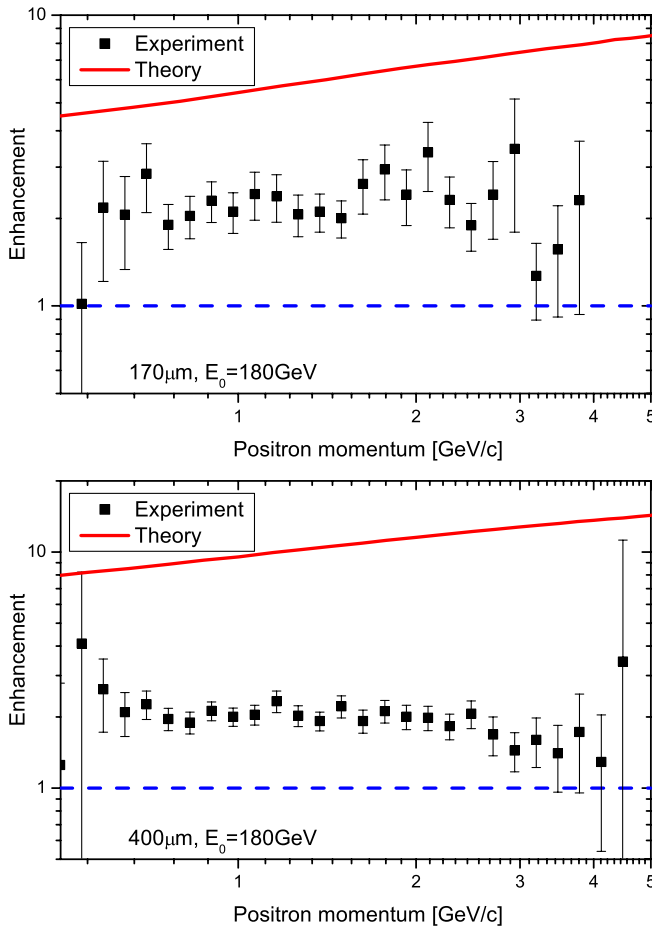 10
Experiment
Theory
Enhancement
1
170μm, E₀=180GeV
1 2 3 4 5
Positron momentum [GeV/c]
Experiment
Theory
10
Enhancement
1
400μm, E₀=180GeV
1 2 3 4 5
Positron momentum [GeV/c]